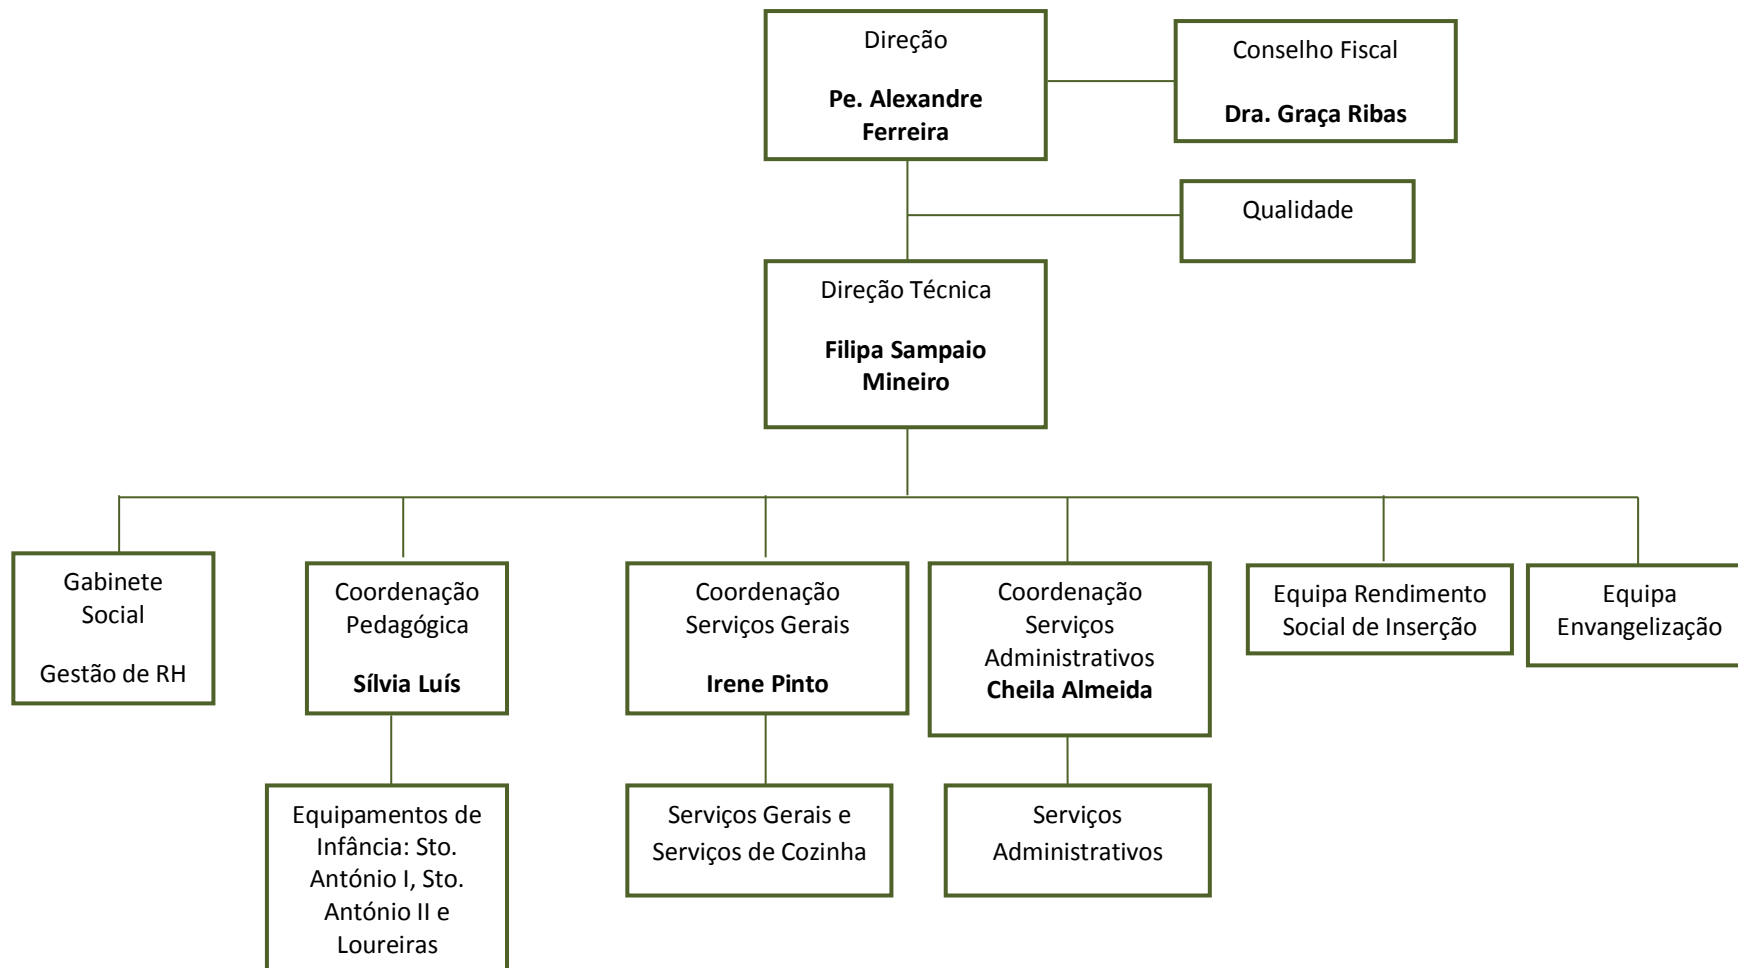 Direção
Pe. Alexandre
Ferreira
Conselho Fiscal
Dra. Graça Ribas
Qualidade
Direção Técnica
Filipa Sampaio
Mineiro
Gabinete
Social
Gestão de RH
Coordenação
Pedagógica
Sílvia Luís
Coordenação
Serviços Gerais
Irene Pinto
Coordenação
Serviços
Administrativos
Cheila Almeida
Equipa Rendimento
Social de Inserção
Equipa
Envangelização
Equipamentos de
Infância: Sto.
António I, Sto.
António II e
Loureiras
Serviços Gerais e
Serviços de Cozinha
Serviços
Administrativos